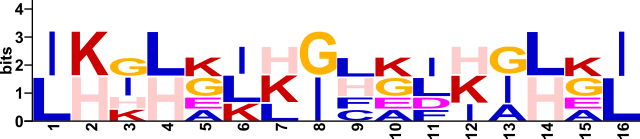 4
3
2
1
0
bits
I K G L K I H G L K I H G L K I
L H I H G L K I H G L K I H G L
H E K L F E D I A E
K A C A F A
1 2 3 4 5 6 7 8 9 10 11 12 13 14 15 16